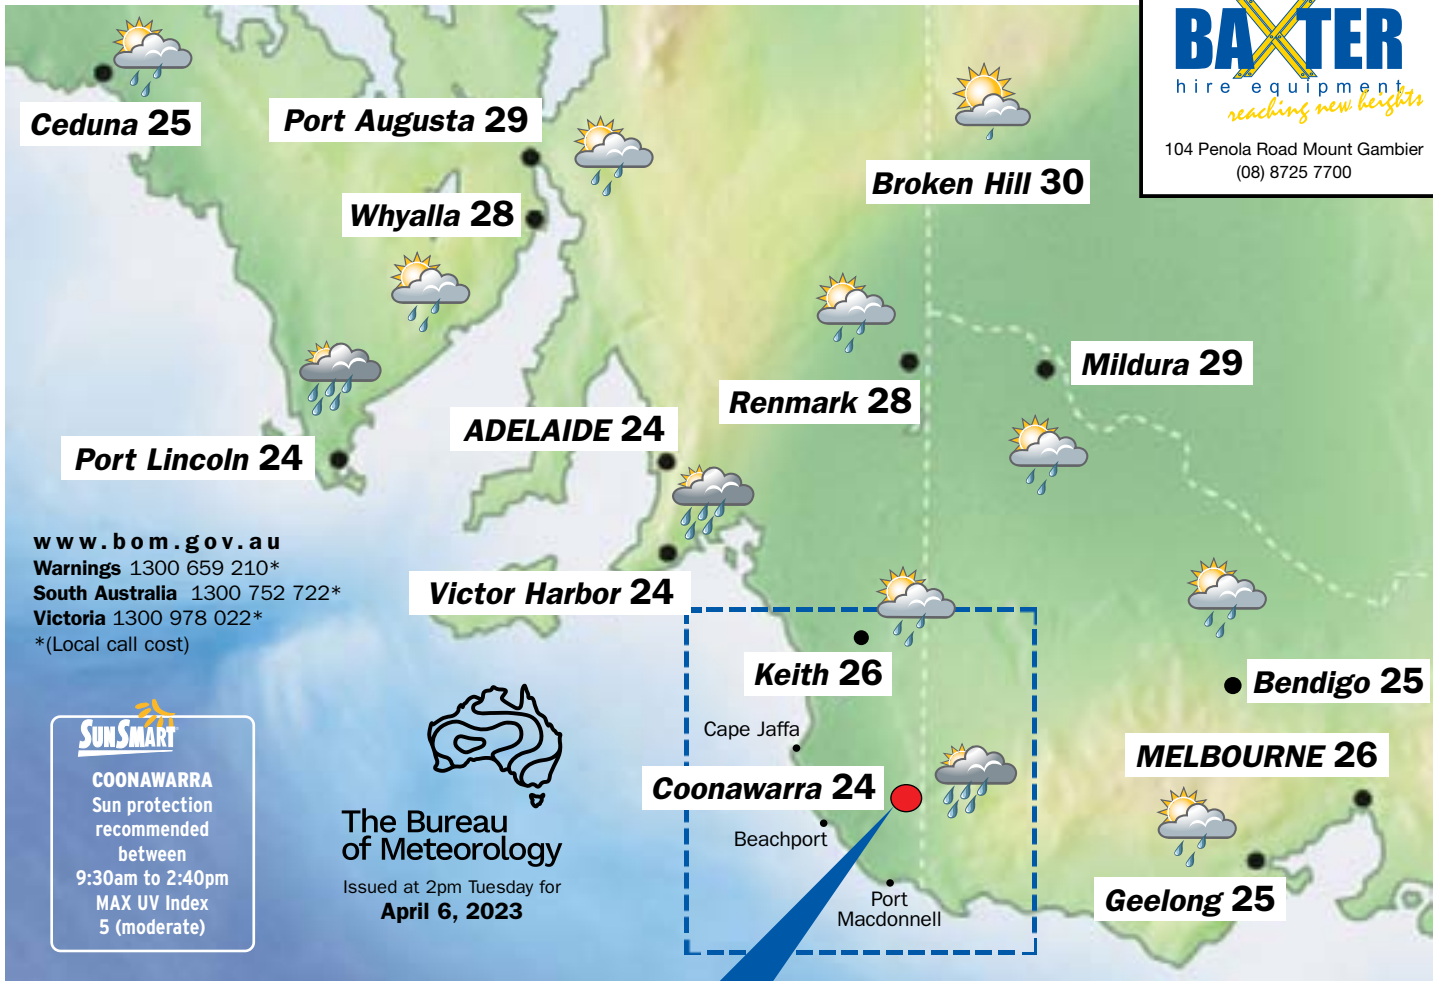 BAXTER
hire equipment
reaching new heights
104 Penola Road Mount Gambier
(08) 8725 7700
Ceduna 25
Port Augusta 29
Whyalla 28
Broken Hill 30
Renmark 28
Mildura 29
ADELAIDE 24
Port Lincoln 24
Victor Harbor 24
www.bom.gov.au
Warnings 1300 659 210*
South Australia 1300 752 722*
Victoria 1300 978 022*
*(Local call cost)
Keith 26
Bendigo 25
Cape Jaffa
MELBOURNE 26
Coonawarra 24
Beachport
Port
Macdonnell
Geelong 25
SUNSMART
COONAWARRA
Sun protection
recommended
between
9:30am to 2:40pm
MAX UV Index
5 (moderate)
The Bureau
of Meteorology
Issued at 2pm Tuesday for
April 6, 2023